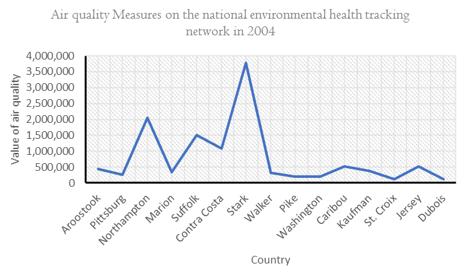 Air quality Measures on the national environmental health tracking
network in 2004
Value of air quality
4,000,000
3,500,000
3,000,000
2,500,000
2,000,000
1,500,000
1,000,000
500,000
0
Aroostook
Pittsburg
Northampton
Marion
Suffolk
Contra Costa
Stark
Walker
Pike
Washington
Caribou
Kaufman
St. Croix
Jersey
Dubois
Country